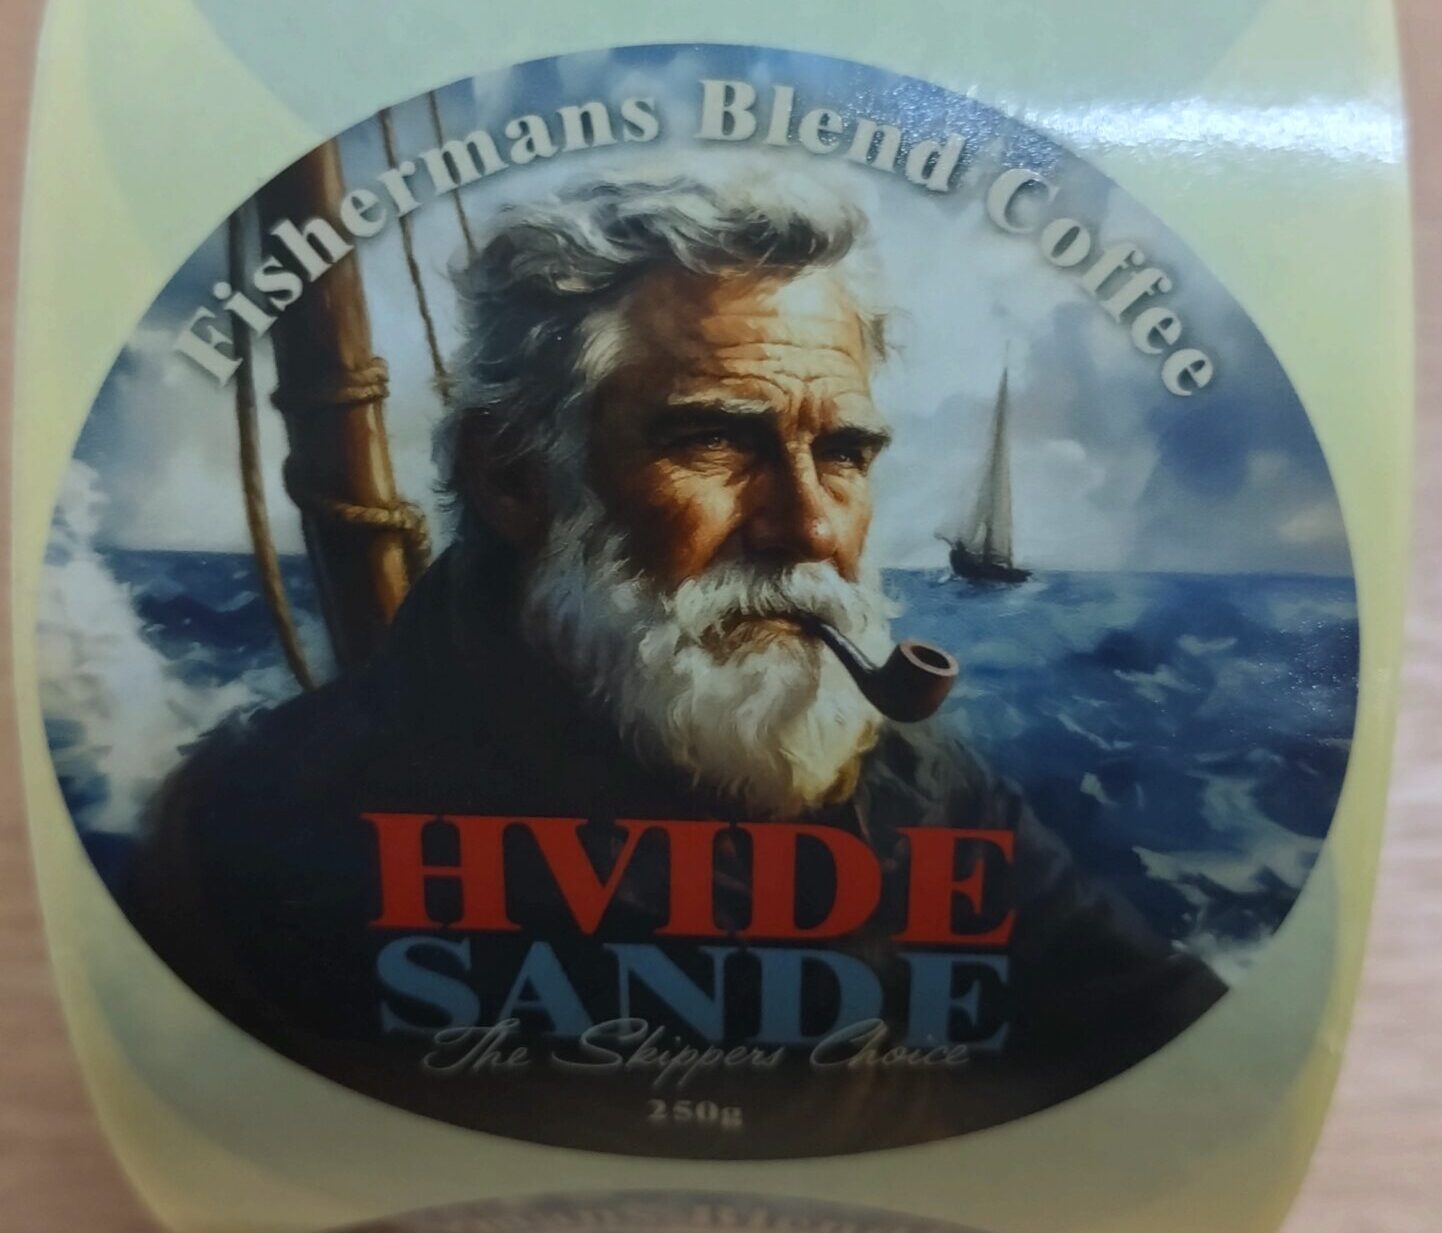 Fishermans Blend Coffee
HVIDE
SANDE
The Skippers Choice
250g